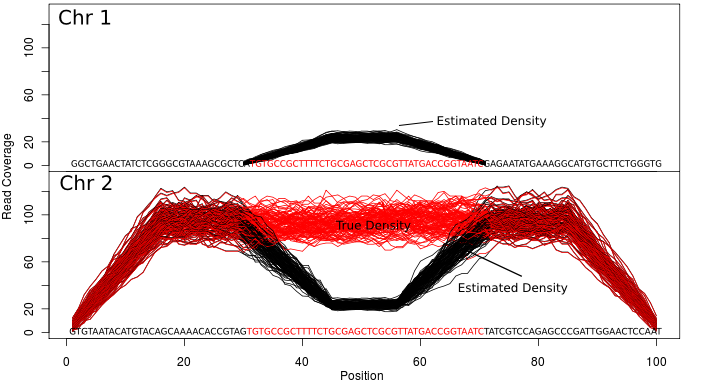 Chr 1
100
60
20
0
Estimated Density
GGCTGAACTATCTCGGGCGTAAAGCGCTCATGTGCCGCTTTTCTGCGAGCTCGCGTTATGACCGGTAATCGAGAATATGAAAGGCATGTGCTTCTGGGTG
Read Coverage
Chr 2
100
60
20
0
True Density
Estimated Density
GTGTAATACATGTACAGCAAAACACCGTAGTGTGCCGCTTTTCTGCGAGCTCGCGTTATGACCGGTAATCTATCGTCCAGAGCCCGATTGGAACTCCAAT
0 20 40 60 80 100
Position